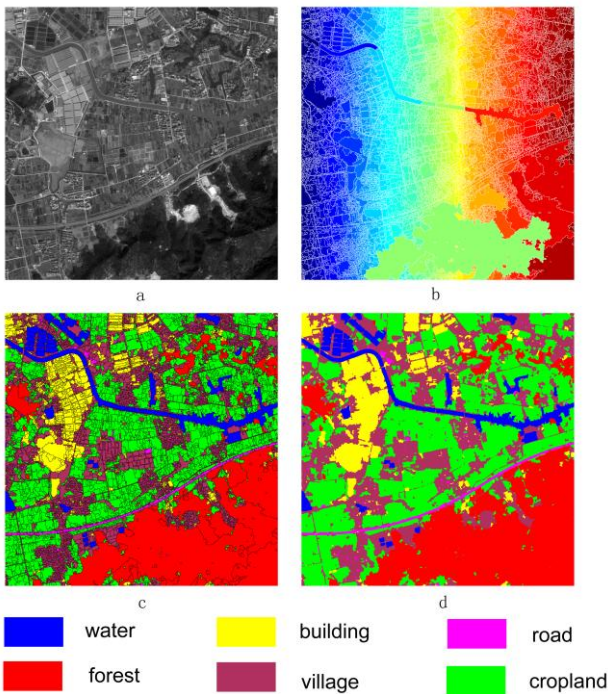 a
b
c
d
water
building
road
forest
village
cropland